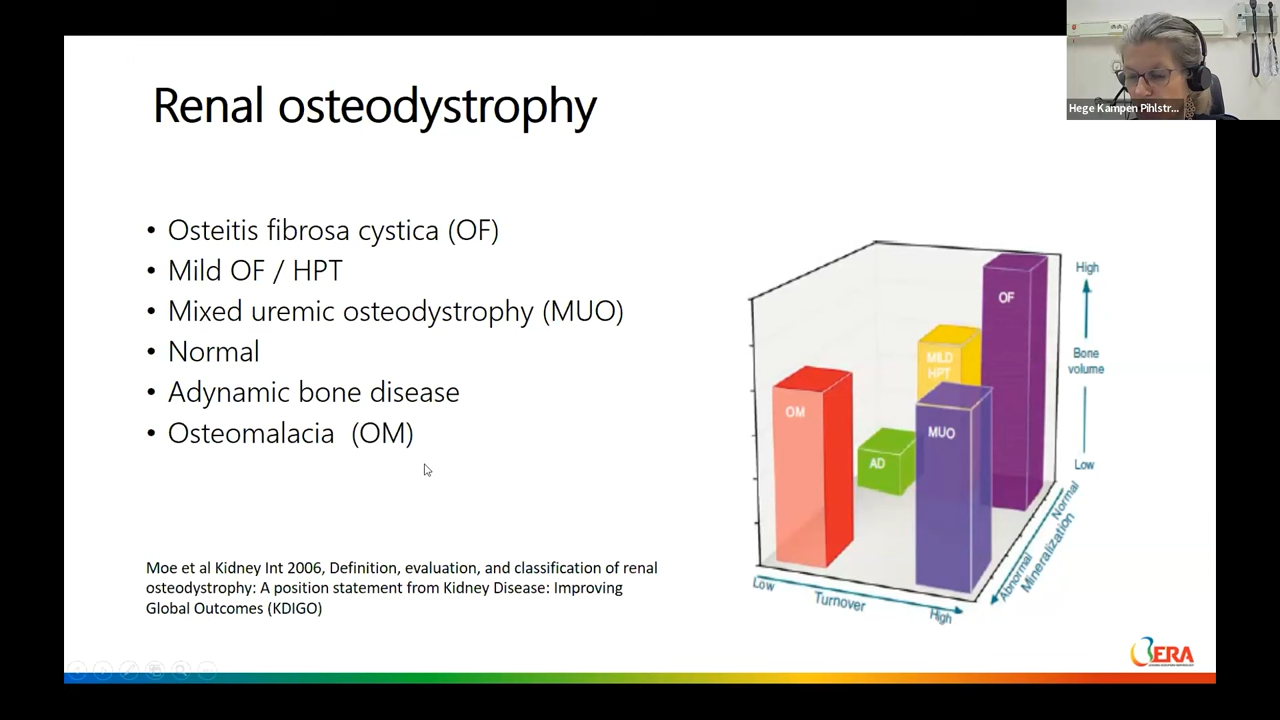 Hege Kampen Pihlstr...
Renal osteodystrophy
• Osteitis fibrosa cystica (OF)
• Mild OF / HPT
• Mixed uremic osteodystrophy (MUO)
• Normal
• Adynamic bone disease
• Osteomalacia (OM)
Moe et al Kidney Int 2006, Definition, evaluation, and classification of renal
osteodystrophy: A position statement from Kidney Disease: Improving
Global Outcomes (KDIGO)
OF
MILD
HPT
OM
MUO
AD
High
Bone
volume
Low
Normal
Mineralization
Abnormal
Low
Turnover
High
ERA